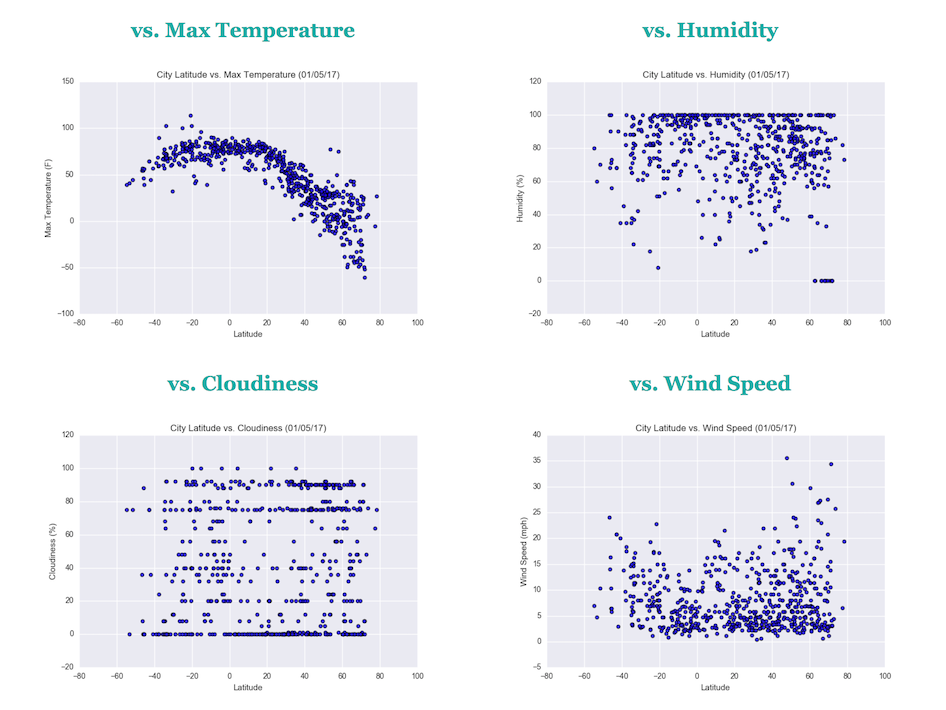 vs. Max Temperature
City Latitude vs. Max Temperature (01/05/17)
150
100
50
0
−50
−100
Max Temperature (F)
−80 −60 −40 −20 0 20 40 60 80 100
Latitude
vs. Humidity
City Latitude vs. Humidity (01/05/17)
120
100
80
60
40
20
0
−20
Humidity (%)
−80 −60 −40 −20 0 20 40 60 80 100
Latitude
vs. Cloudiness
City Latitude vs. Cloudiness (01/05/17)
120
100
80
60
40
20
0
−20
Cloudiness (%)
−80 −60 −40 −20 0 20 40 60 80 100
Latitude
vs. Wind Speed
City Latitude vs. Wind Speed (01/05/17)
40
35
30
25
20
15
10
5
0
−5
Wind Speed (mph)
−80 −60 −40 −20 0 20 40 60 80 100
Latitude